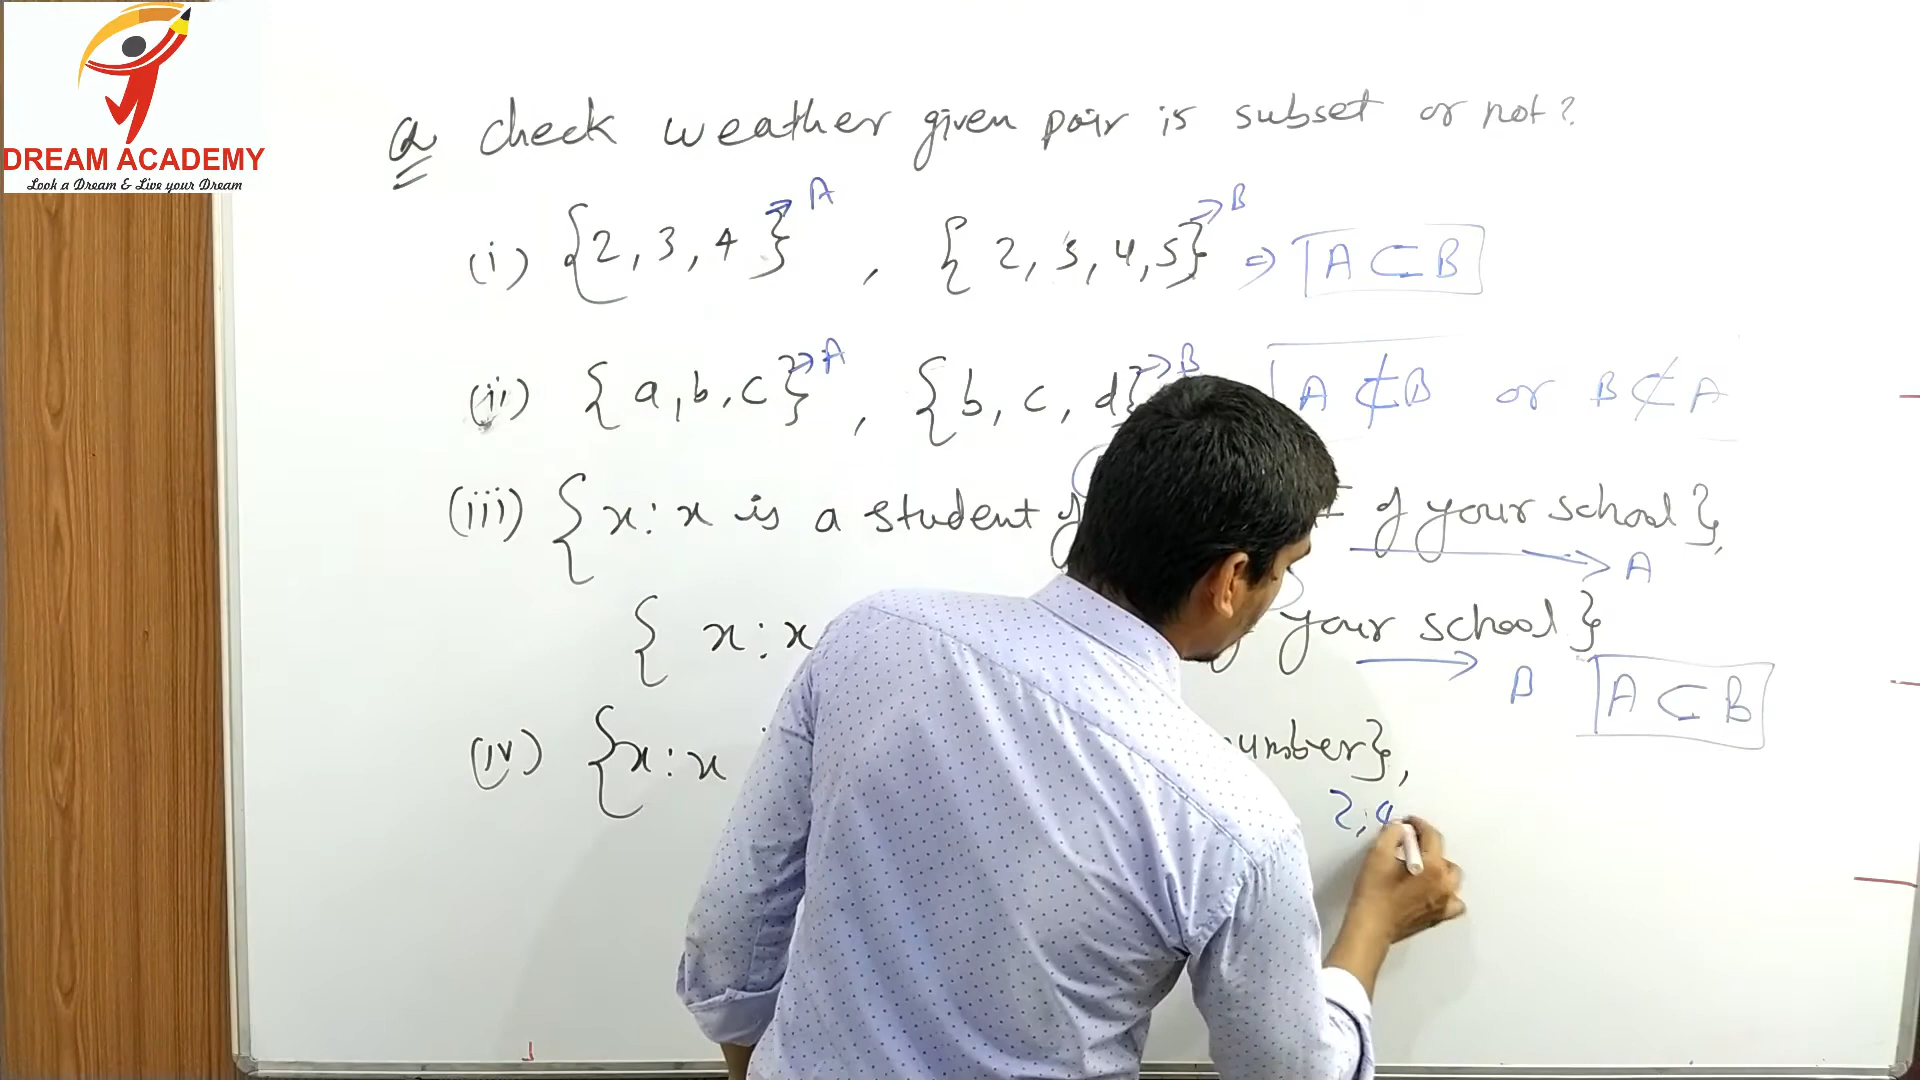 DREAM ACADEMY
Look a Dream & Live your Dream
Q check weather given pair is subset or not?
(i) {2, 3, 4} → A , { 2, 3, 4, 5} → B ⇒ A ⊂ B
(ii) { a, b, c} → A , { b, c, d} → B A ⊄ B or B ⊄ A
(iii) { x : x is a student of your school}, → A
{ x : x your school} → B A ⊂ B
(iv) {x : x number},
2, 4